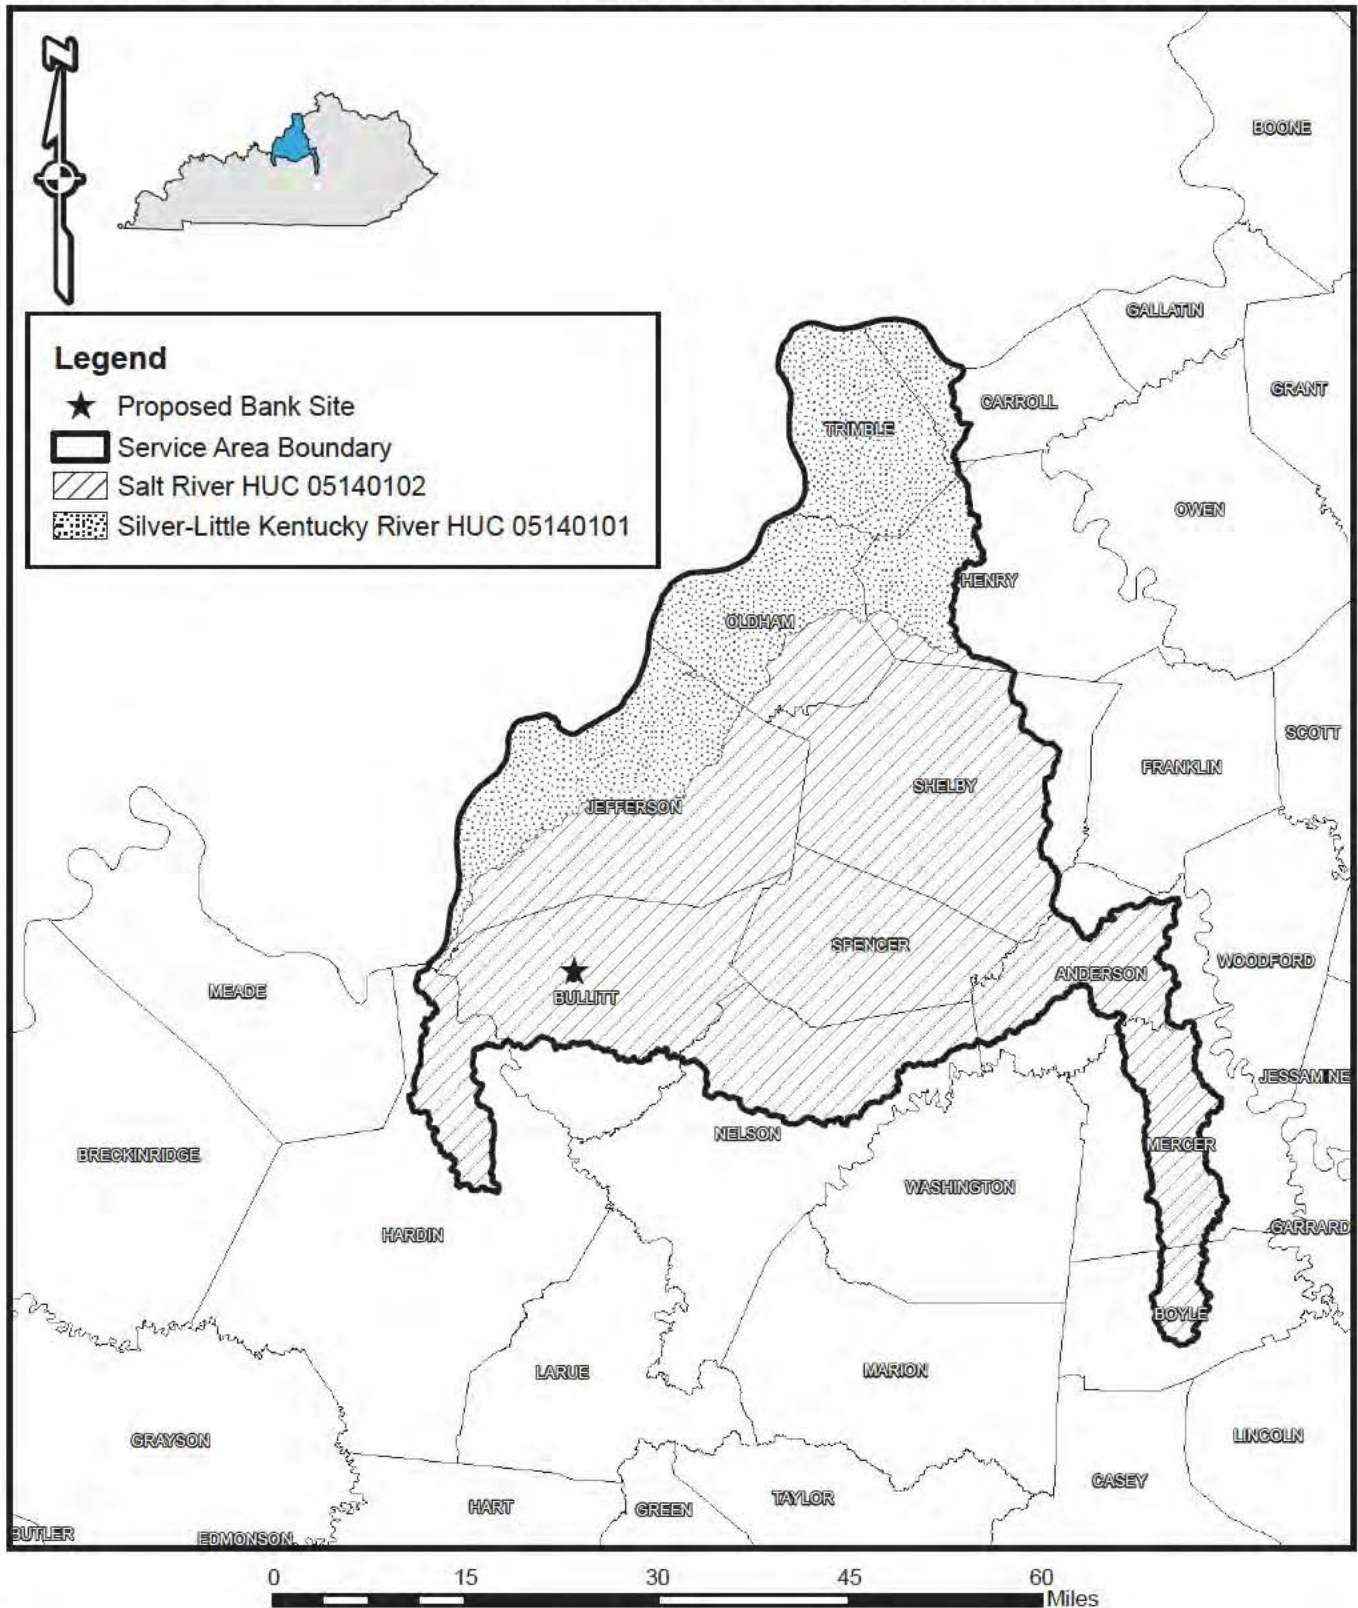 N
BOONE
GALLATIN
Legend
Proposed Bank Site
Service Area Boundary
Salt River HUC 05140102
Silver-Little Kentucky River HUC 05140101
GRANT
CARROLL
TRIMBLE
OWEN
HENRY
OLDHAM
SCOTT
FRANKLIN
SHELBY
JEFFERSON
SPENCER
WOODFORD
ANDERSON
MEADE
BULLITT
JESSAMINE
NELSON
MERCER
BRECKINRIDGE
WASHINGTON
GARRARD
HARDIN
BOYLE
MARION
LARUE
LINCOLN
GRAYSON
CASEY
TAYLOR
HART
GREEN
BUTLER
EDMONSON
0 15 30 45 60
Miles